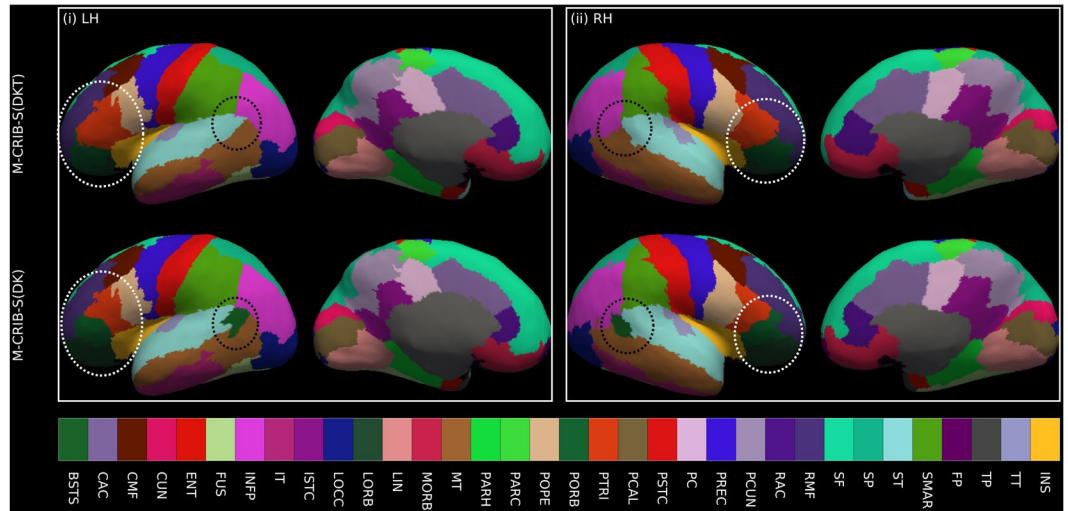 (i) LH
(ii) RH
M-CRIB-S(DKT)
M-CRIB-S(DK)
BSTS
CAC
CMF
CUN
ENT
FUS
INFP
IT
ISTC
LOCC
LORB
LIN
MORB
MT
PARH
PARC
POPE
PORB
PTRI
PCAL
PSTC
PC
PREC
PCUN
RAC
RMF
SF
SP
ST
SMAR
FP
TP
TT
INS